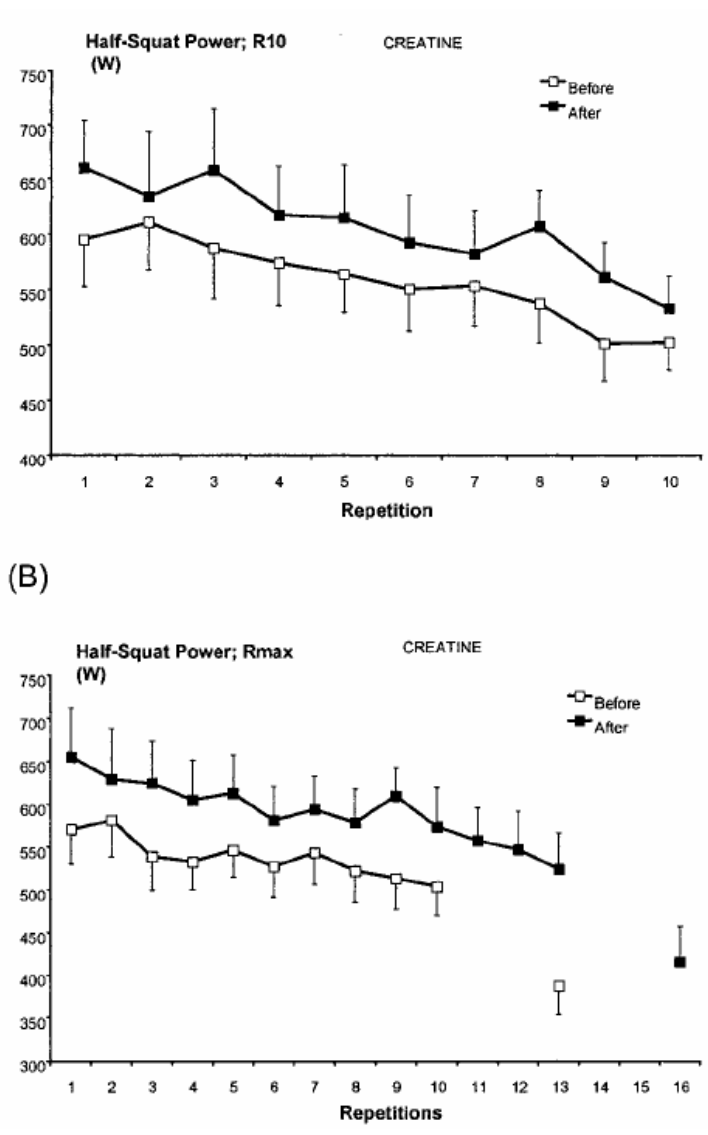 Half-Squat Power; R10 CREATINE
(W)
Before
After
750
700
650
600
550
500
450
400
1 2 3 4 5 6 7 8 9 10
Repetition
(B)
Half-Squat Power; Rmax CREATINE
(W)
Before
After
750
700
650
600
550
500
450
400
350
300
1 2 3 4 5 6 7 8 9 10 11 12 13 14 15 16
Repetitions